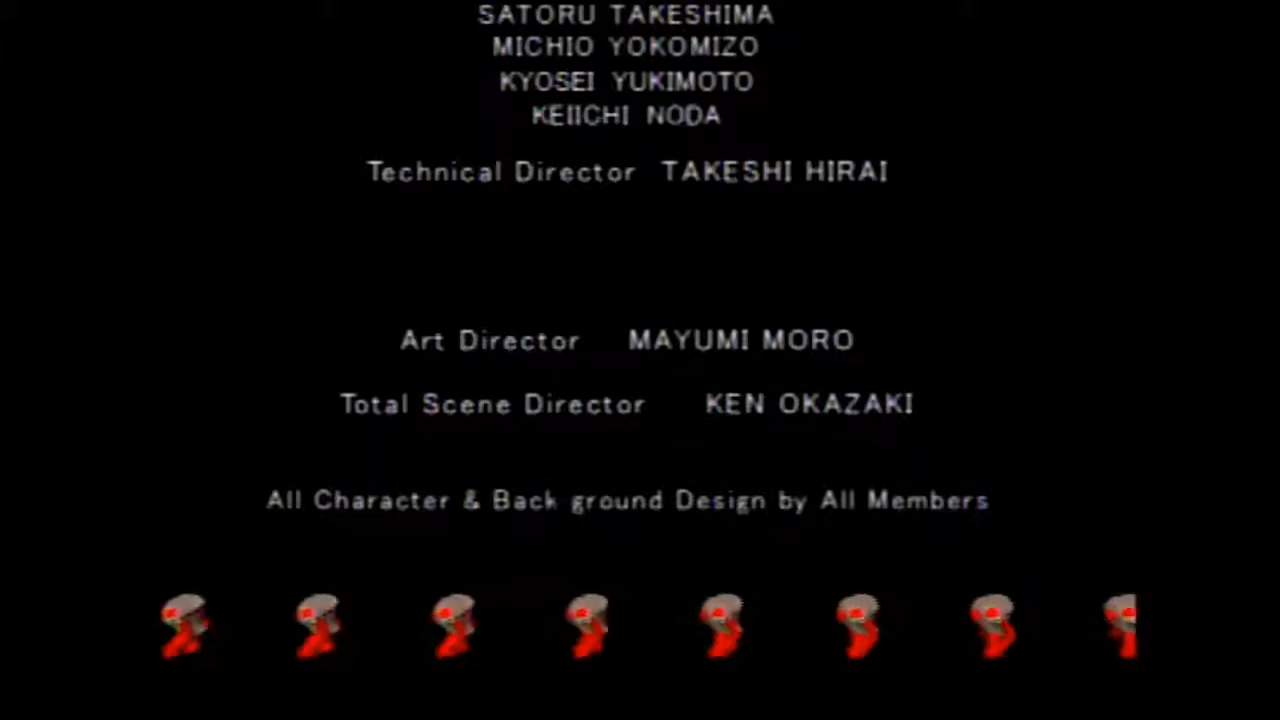 SATORU TAKESHIMA
MICHIO YOKOMIZO
KYOSEI YUKIMOTO
KEIICHI NODA
Technical Director TAKESHI HIRAI
Art Director MAYUMI MORO
Total Scene Director KEN OKAZAKI
All Character & Back ground Design by All Members